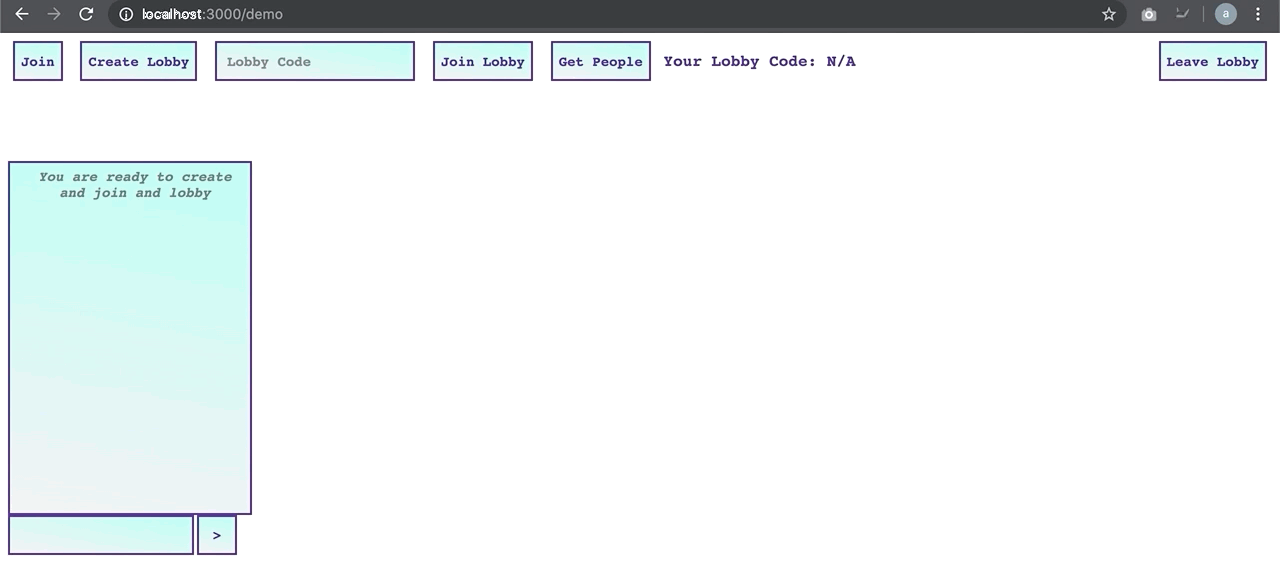 localhost:3000/demo
a
Join
Create Lobby
Lobby Code
Join Lobby
Get People
Your Lobby Code: N/A
Leave Lobby
You are ready to create
and join and lobby
>